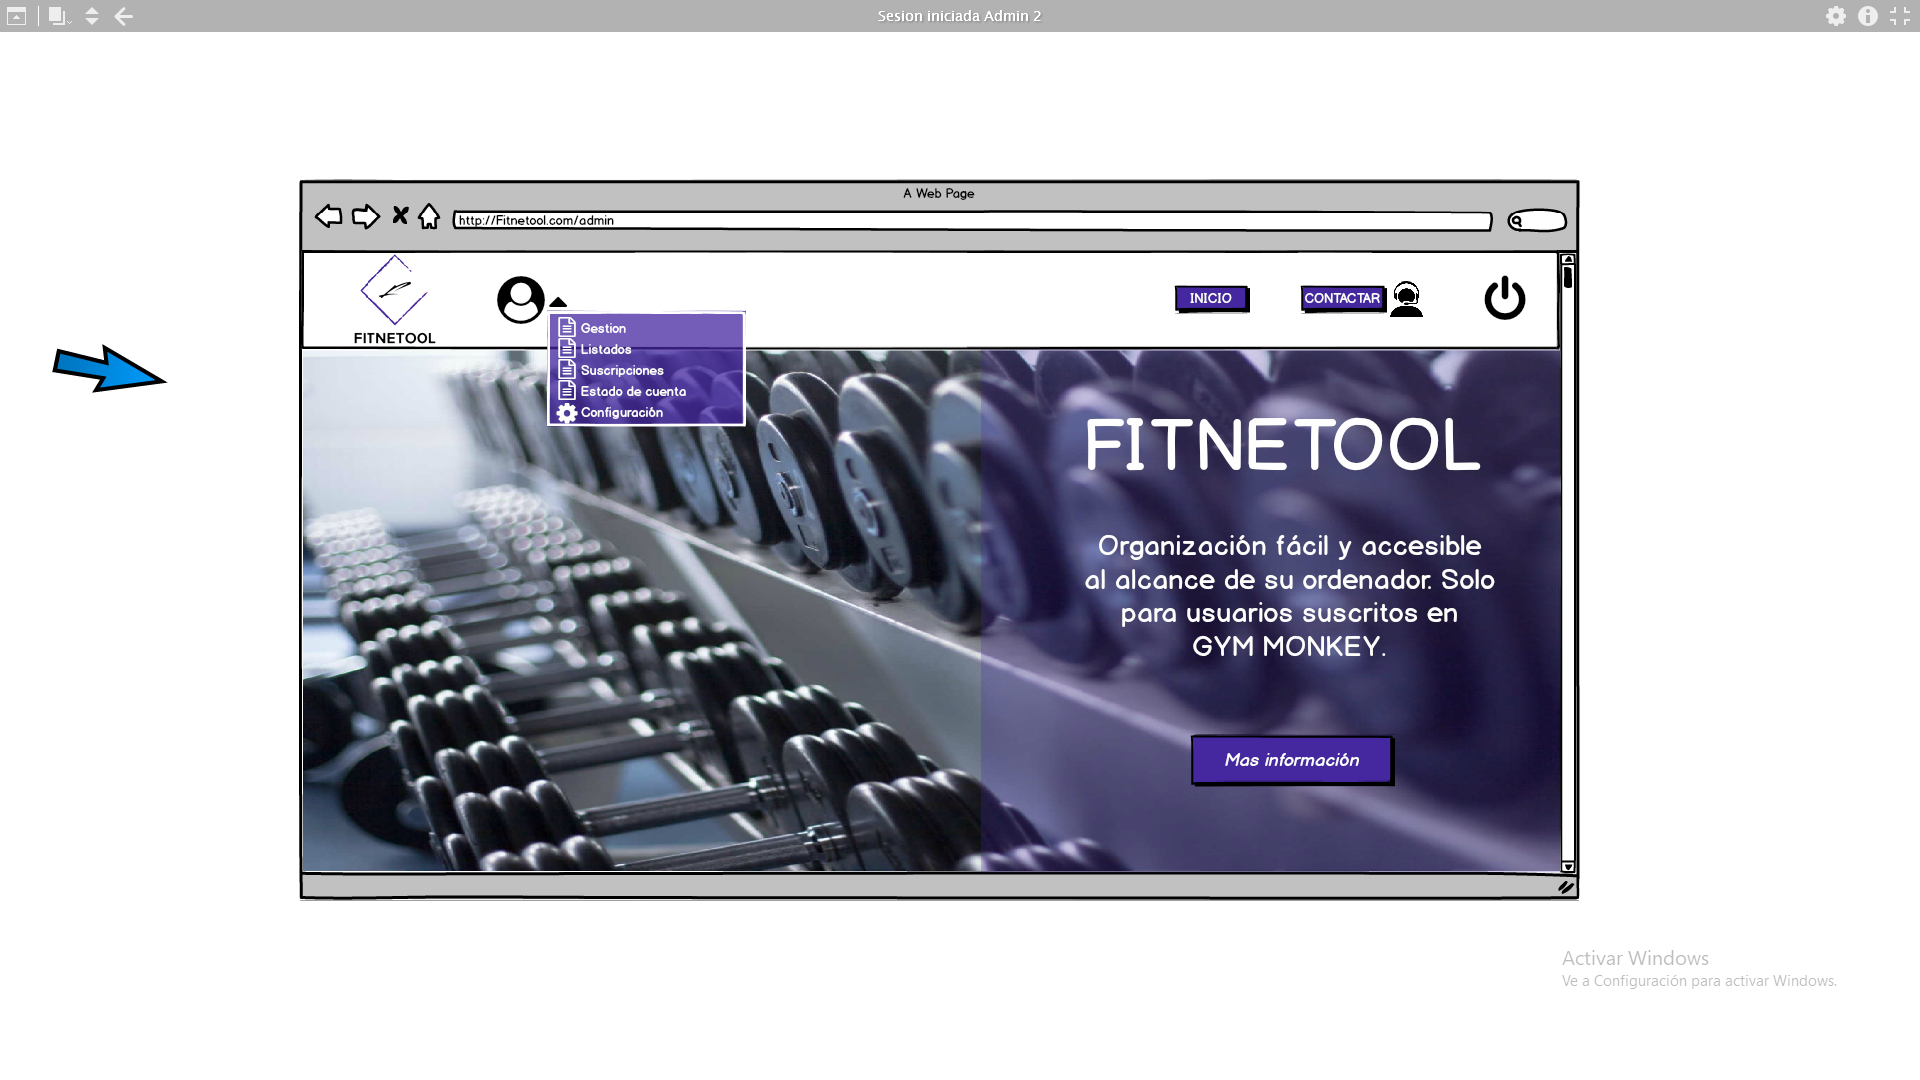 Sesion iniciada Admin 2
A Web Page
http://Fitnetool.com/admin
FITNETOOL
INICIO
CONTACTAR
Gestion
Listados
Suscripciones
Estado de cuenta
Configuración
FITNETOOL
Organización fácil y accesible
al alcance de su ordenador. Solo
para usuarios suscritos en
GYM MONKEY.
Mas información
Activar Windows
Ve a Configuración para activar Windows.